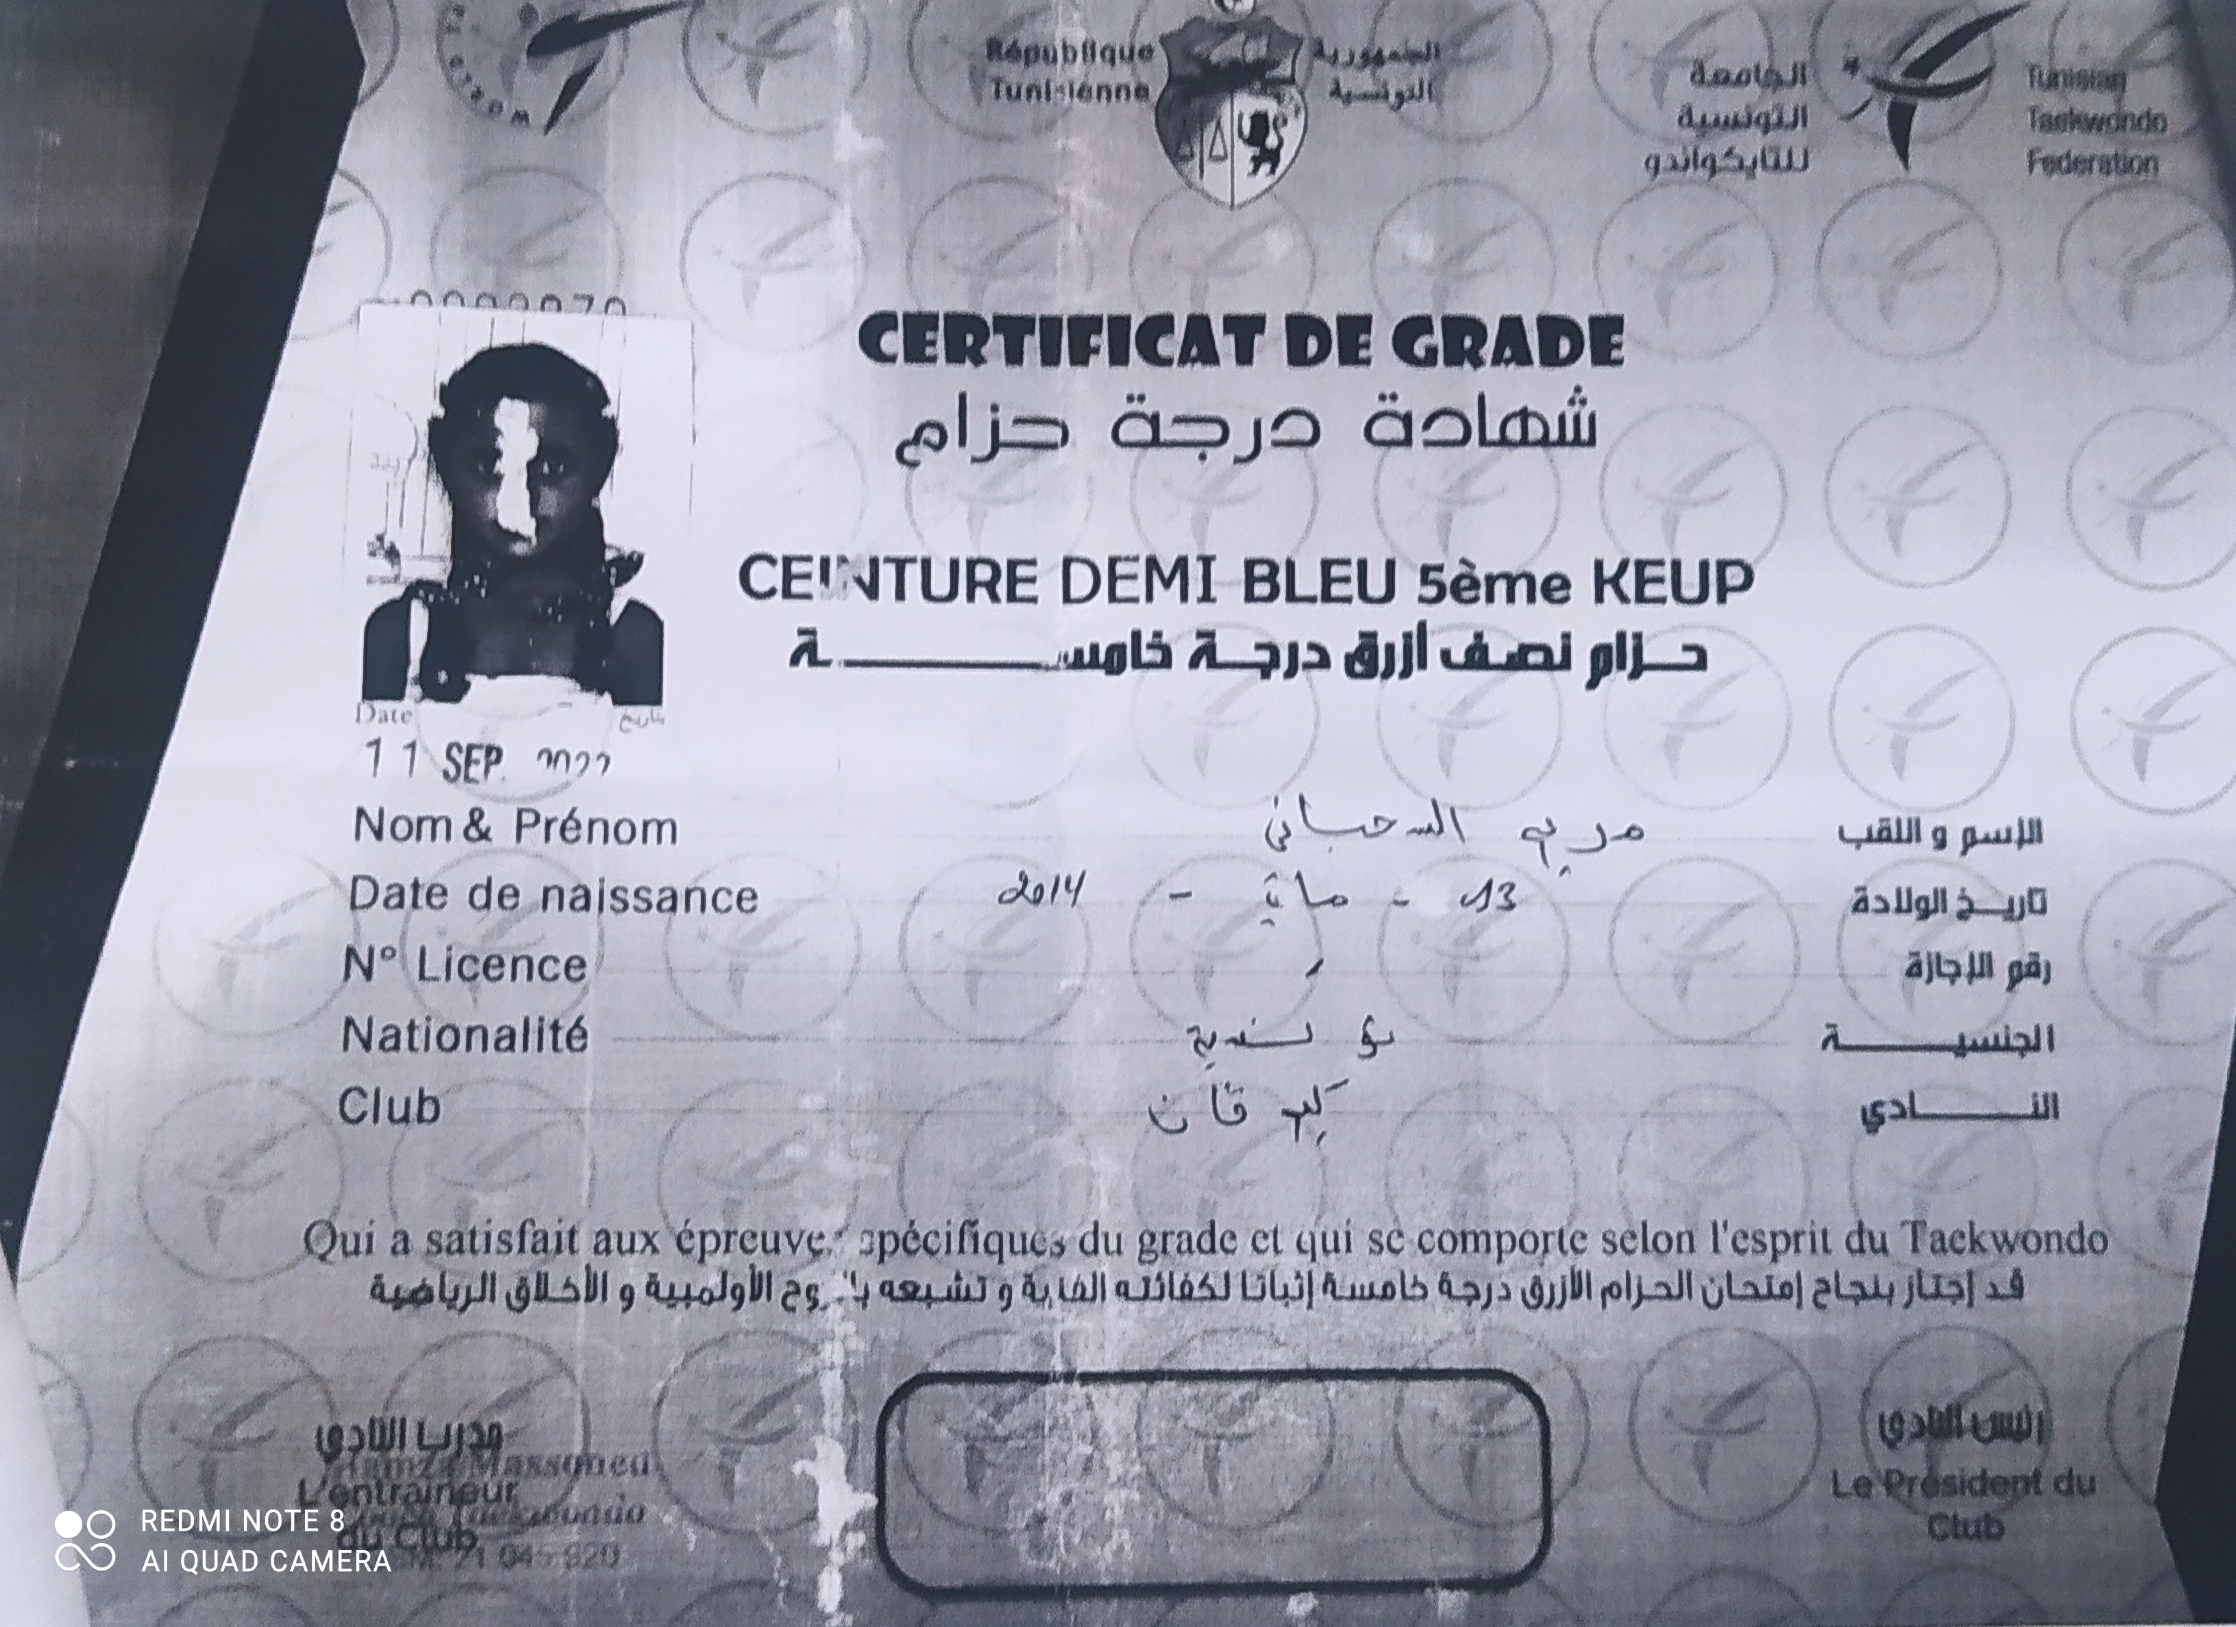 République
Tunisienne
الجمهورية
التونسية
الجامعة
التونسية
للتايكواندو
Tunisian
Taekwondo
Federation
CERTIFICAT DE GRADE
شهادة درجة حزام
CEINTURE DEMI BLEU 5ème KEUP
حزام نصف أزرق درجة خامسة
Date تاريخ
11 SEP. 2022
Nom & Prénom مريم السحباني الإسم و اللقب
Date de naissance 13 - ماي - 2014 تاريخ الولادة
N° Licence رقم الإجازة
Nationalité تونسية الجنسية
Club النادي
Qui a satisfait aux épreuves spécifiques du grade et qui se comporte selon l'esprit du Taekwondo
قد إجتاز بنجاح إمتحان الحزام الأزرق درجة خامسة إثباتا لكفائته الفنية و تشبعه بالروح الأولمبية و الأخلاق الرياضية
مدرب النادي
L'entraineur
du Club
رئيس النادي
Le Président du
Club
REDMI NOTE 8
AI QUAD CAMERA